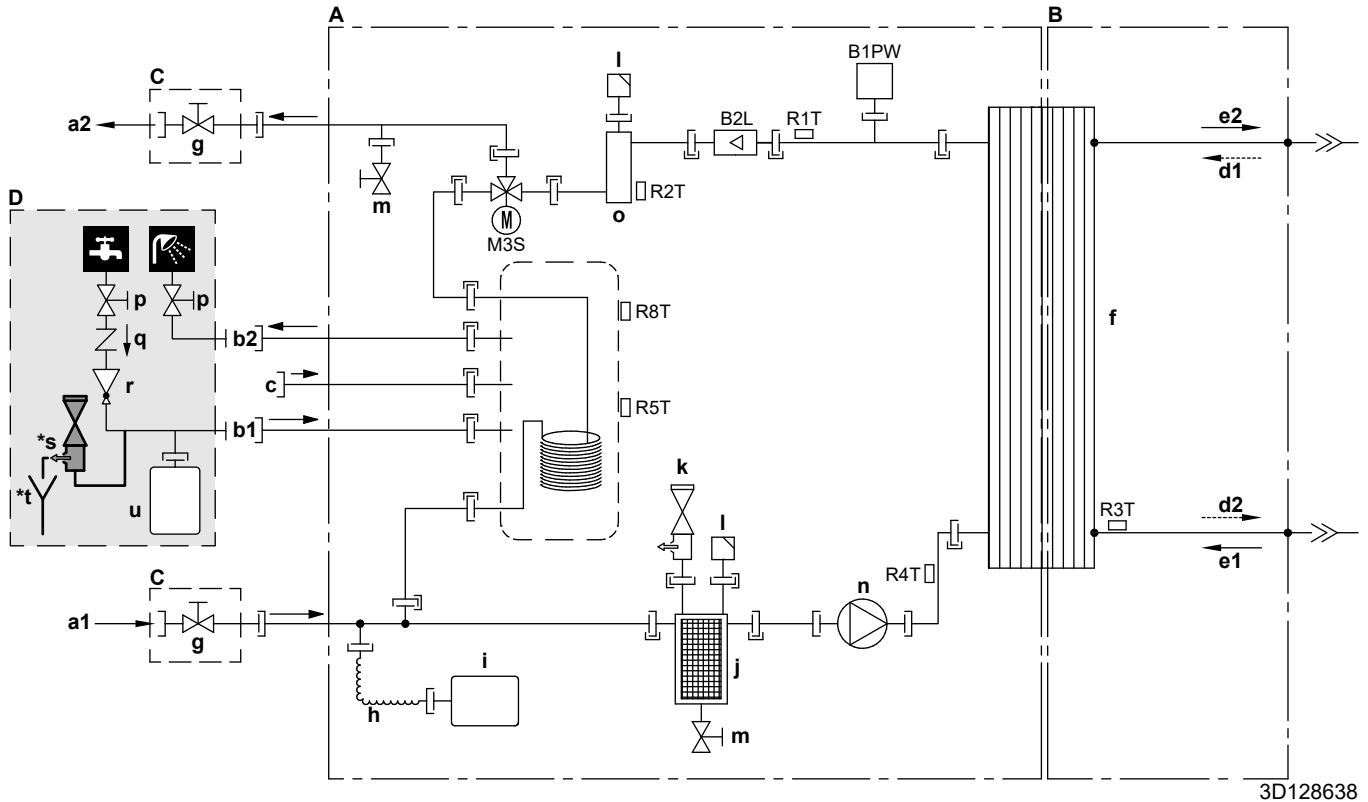 A
B
B1PW
l
C
B2L
R1T
e2
a2
g
d1
m
R2T
D
M
o
M3S
p
p
R8T
f
q
b2
r
c
R5T
*s
b1
k
*t
u
l
R3T
d2
C
n
R4T
e1
a1
g
i
j
h
m
3D128638